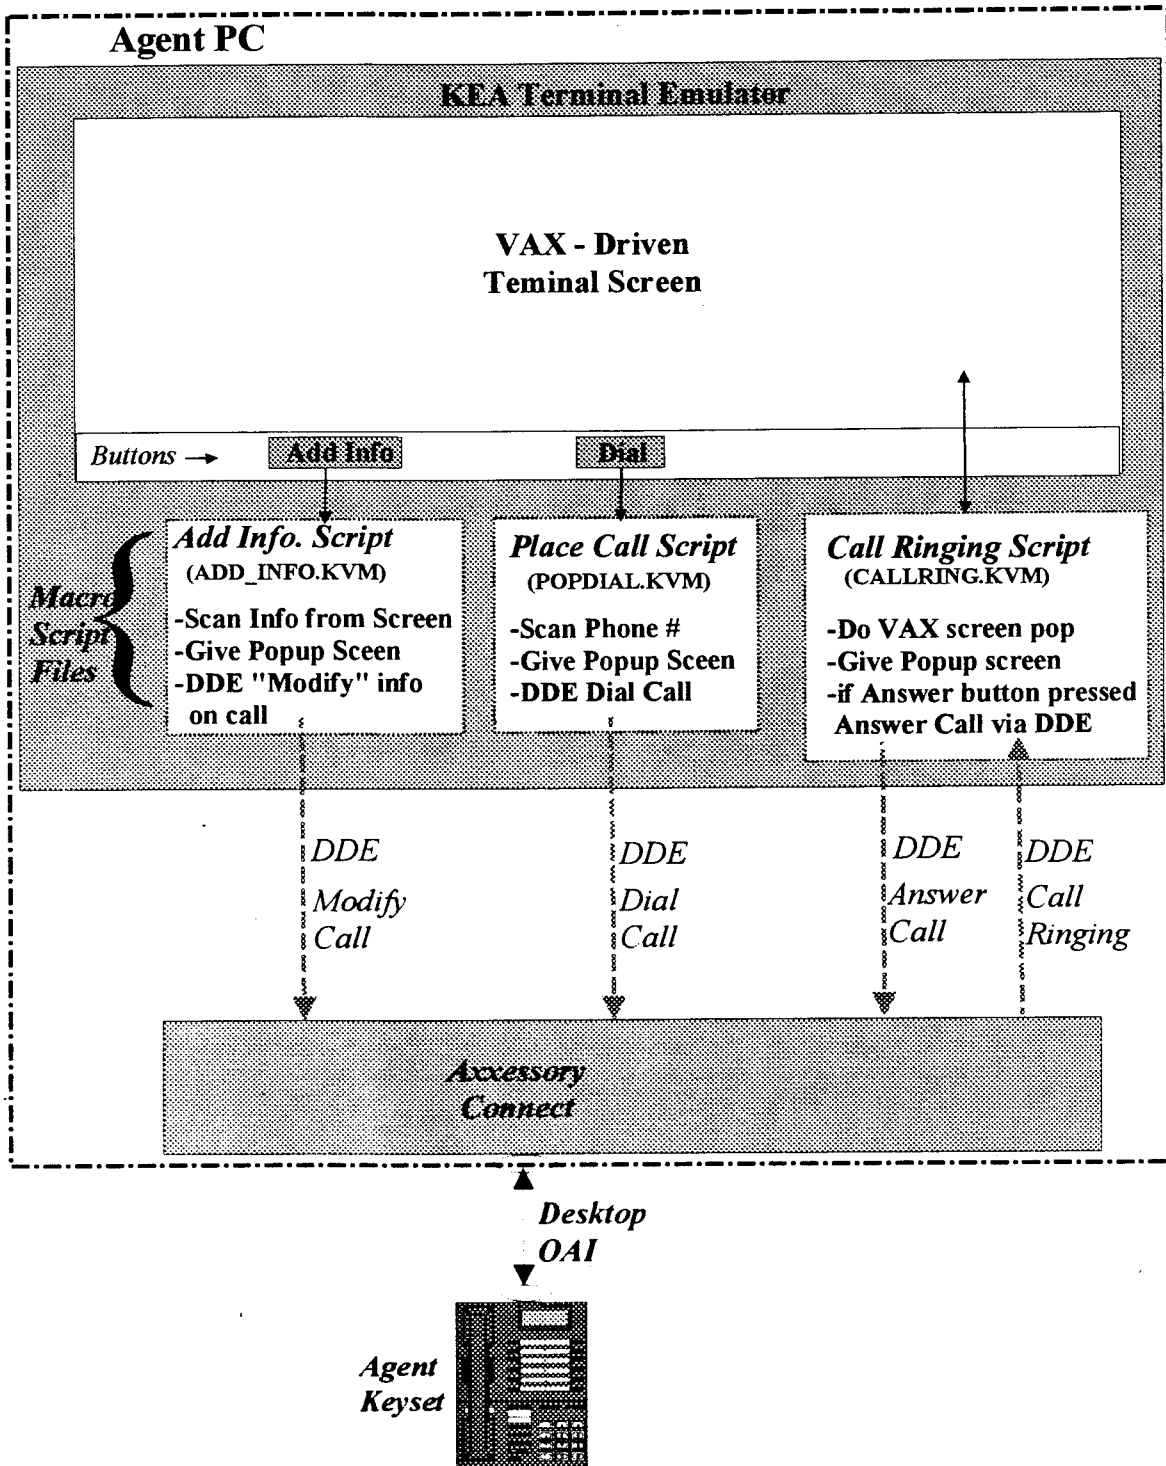 Agent PC
KEA Terminal Emulator
VAX - Driven
Teminal Screen
Buttons
Add Info
Dial
Macro
Script
Files
Add Info. Script
(ADD_INFO.KVM)
-Scan Info from Screen
-Give Popup Sceen
-DDE "Modify" info
on call
Place Call Script
(POPDIAL.KVM)
-Scan Phone #
-Give Popup Sceen
-DDE Dial Call
Call Ringing Script
(CALLRING.KVM)
-Do VAX screen pop
-Give Popup screen
-if Answer button pressed
Answer Call via DDE
DDE
Modify
Call
DDE
Dial
Call
DDE
Answer
Call
DDE
Call
Ringing
Axxessory
Connect
Desktop
OAI
Agent
Keyset